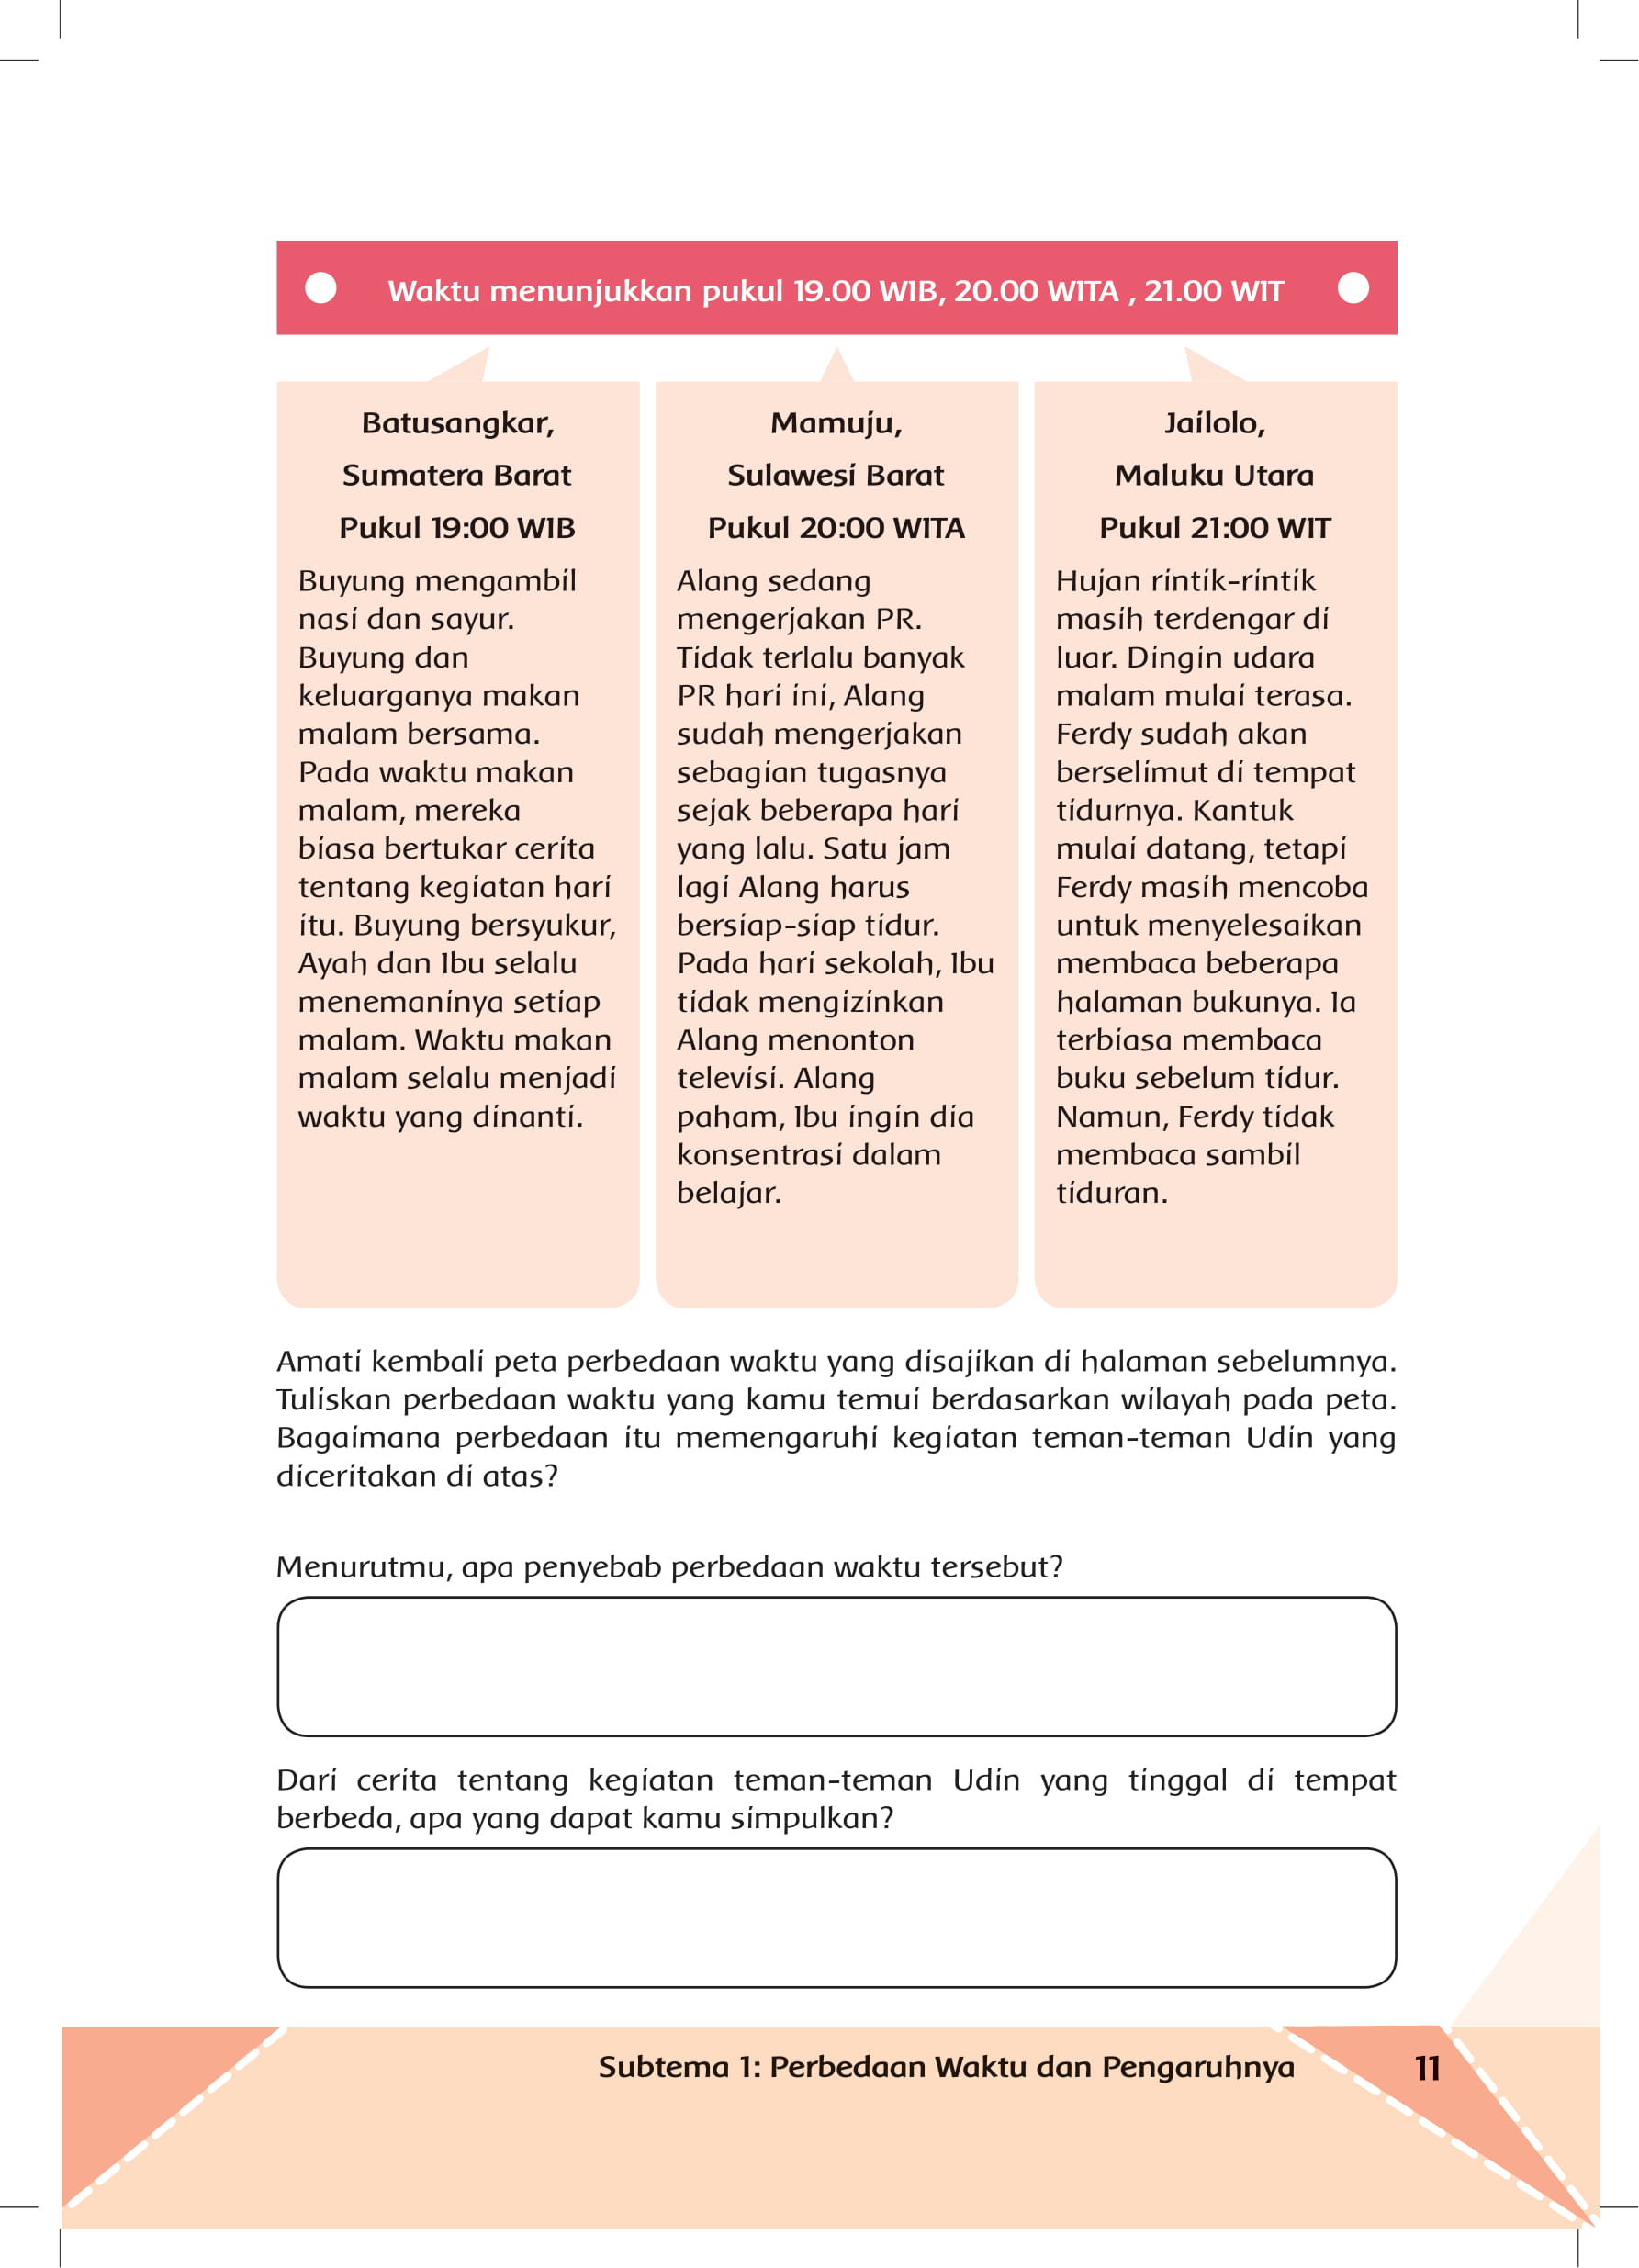 Waktu menunjukkan pukul 19.00 WIB, 20.00 WITA , 21.00 WIT
Batusangkar,
Sumatera Barat
Pukul 19:00 WIB
Buyung mengambil
nasi dan sayur.
Buyung dan
keluarganya makan
malam bersama.
Pada waktu makan
malam, mereka
biasa bertukar cerita
tentang kegiatan hari
itu. Buyung bersyukur,
Ayah dan Ibu selalu
menemaninya setiap
malam. Waktu makan
malam selalu menjadi
waktu yang dinanti.
Mamuju,
Sulawesi Barat
Pukul 20:00 WITA
Alang sedang
mengerjakan PR.
Tidak terlalu banyak
PR hari ini, Alang
sudah mengerjakan
sebagian tugasnya
sejak beberapa hari
yang lalu. Satu jam
lagi Alang harus
bersiap-siap tidur.
Pada hari sekolah, Ibu
tidak mengizinkan
Alang menonton
televisi. Alang
paham, Ibu ingin dia
konsentrasi dalam
belajar.
Jailolo,
Maluku Utara
Pukul 21:00 WIT
Hujan rintik-rintik
masih terdengar di
luar. Dingin udara
malam mulai terasa.
Ferdy sudah akan
berselimut di tempat
tidurnya. Kantuk
mulai datang, tetapi
Ferdy masih mencoba
untuk menyelesaikan
membaca beberapa
halaman bukunya. Ia
terbiasa membaca
buku sebelum tidur.
Namun, Ferdy tidak
membaca sambil
tiduran.
Amati kembali peta perbedaan waktu yang disajikan di halaman sebelumnya.
Tuliskan perbedaan waktu yang kamu temui berdasarkan wilayah pada peta.
Bagaimana perbedaan itu memengaruhi kegiatan teman-teman Udin yang
diceritakan di atas?
Menurutmu, apa penyebab perbedaan waktu tersebut?
Dari cerita tentang kegiatan teman-teman Udin yang tinggal di tempat
berbeda, apa yang dapat kamu simpulkan?
Subtema 1: Perbedaan Waktu dan Pengaruhnya 11